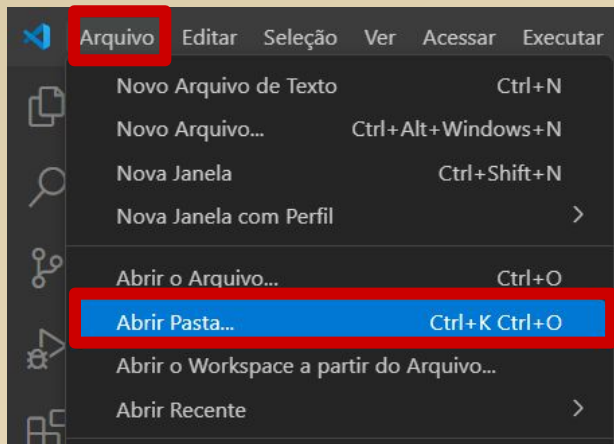 Arquivo Editar Seleção Ver Acessar Executar
Novo Arquivo de Texto Ctrl+N
Novo Arquivo... Ctrl+Alt+Windows+N
Nova Janela Ctrl+Shift+N
Nova Janela com Perfil
Abrir o Arquivo... Ctrl+O
Abrir Pasta... Ctrl+K Ctrl+O
Abrir o Workspace a partir do Arquivo...
Abrir Recente